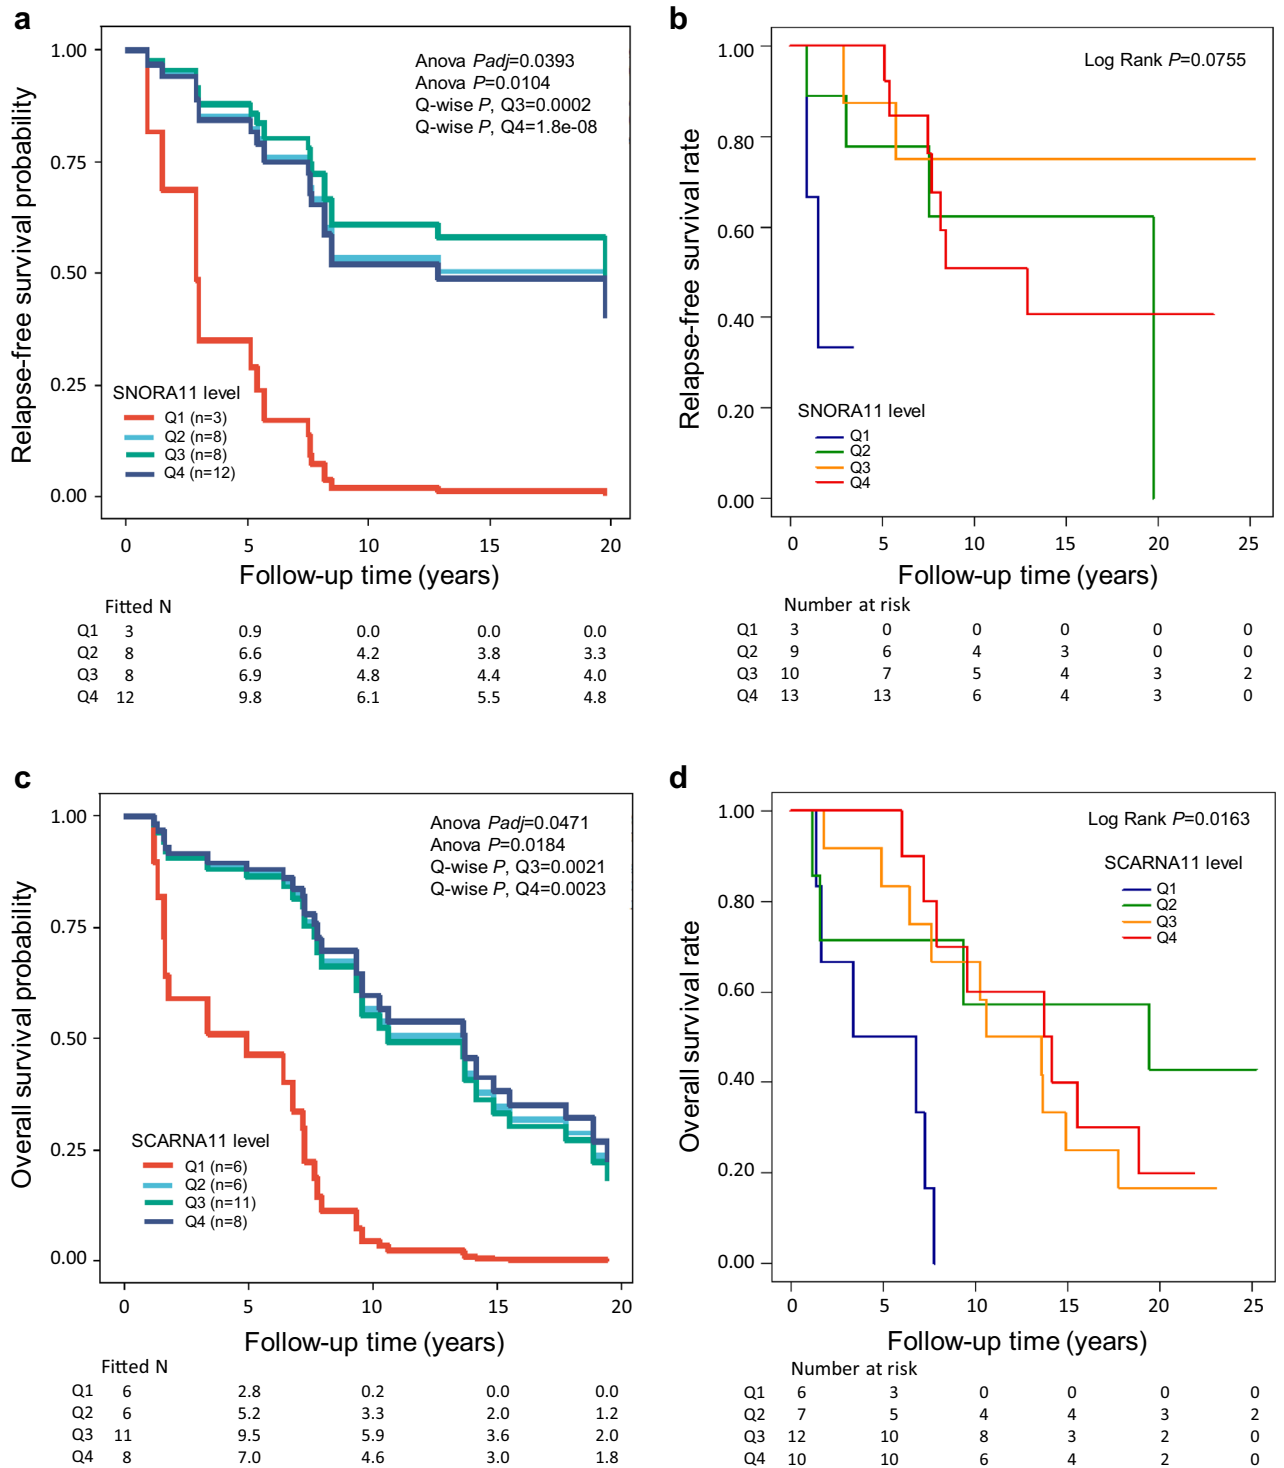 a
Relapse-free survival probability
1.00
0.75
0.50
0.25
0.00
Anova Padj=0.0393
Anova P=0.0104
Q-wise P, Q3=0.0002
Q-wise P, Q4=1.8e-08
SNORA11 level
Q1 (n=3)
Q2 (n=8)
Q3 (n=8)
Q4 (n=12)
0 5 10 15 20
Follow-up time (years)
Fitted N
Q1 3 0.9 0.0 0.0 0.0
Q2 8 6.6 4.2 3.8 3.3
Q3 8 6.9 4.8 4.4 4.0
Q4 12 9.8 6.1 5.5 4.8
b
Relapse-free survival rate
1.00
0.80
0.60
0.40
0.20
0.00
Log Rank P=0.0755
SNORA11 level
Q1
Q2
Q3
Q4
0 5 10 15 20 25
Follow-up time (years)
Number at risk
Q1 3 0 0 0 0 0
Q2 9 6 4 3 0 0
Q3 10 7 5 4 3 2
Q4 13 13 6 4 3 0
c
Overall survival probability
1.00
0.75
0.50
0.25
0.00
Anova Padj=0.0471
Anova P=0.0184
Q-wise P, Q3=0.0021
Q-wise P, Q4=0.0023
SCARNA11 level
Q1 (n=6)
Q2 (n=6)
Q3 (n=11)
Q4 (n=8)
0 5 10 15 20
Follow-up time (years)
Fitted N
Q1 6 2.8 0.2 0.0 0.0
Q2 6 5.2 3.3 2.0 1.2
Q3 11 9.5 5.9 3.6 2.0
Q4 8 7.0 4.6 3.0 1.8
d
Overall survival rate
1.00
0.80
0.60
0.40
0.20
0.00
Log Rank P=0.0163
SCARNA11 level
Q1
Q2
Q3
Q4
0 5 10 15 20 25
Follow-up time (years)
Number at risk
Q1 6 3 0 0 0 0
Q2 7 5 4 4 3 2
Q3 12 10 8 3 2 0
Q4 10 10 6 4 2 0